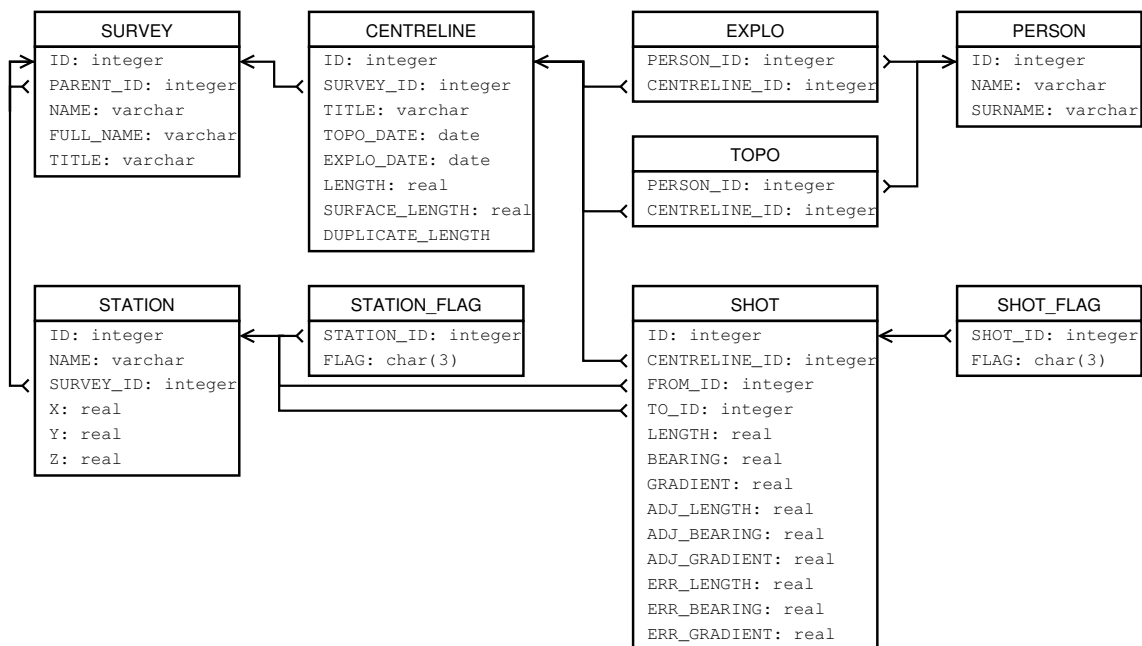 SURVEY
ID: integer
PARENT_ID: integer
NAME: varchar
FULL_NAME: varchar
TITLE: varchar
CENTRELINE
ID: integer
SURVEY_ID: integer
TITLE: varchar
TOPO_DATE: date
EXPLO_DATE: date
LENGTH: real
SURFACE_LENGTH: real
DUPLICATE_LENGTH
EXPLO
PERSON_ID: integer
CENTRELINE_ID: integer
PERSON
ID: integer
NAME: varchar
SURNAME: varchar
TOPO
PERSON_ID: integer
CENTRELINE_ID: integer
STATION
ID: integer
NAME: varchar
SURVEY_ID: integer
X: real
Y: real
Z: real
STATION_FLAG
STATION_ID: integer
FLAG: char(3)
SHOT
ID: integer
CENTRELINE_ID: integer
FROM_ID: integer
TO_ID: integer
LENGTH: real
BEARING: real
GRADIENT: real
ADJ_LENGTH: real
ADJ_BEARING: real
ADJ_GRADIENT: real
ERR_LENGTH: real
ERR_BEARING: real
ERR_GRADIENT: real
SHOT_FLAG
SHOT_ID: integer
FLAG: char(3)